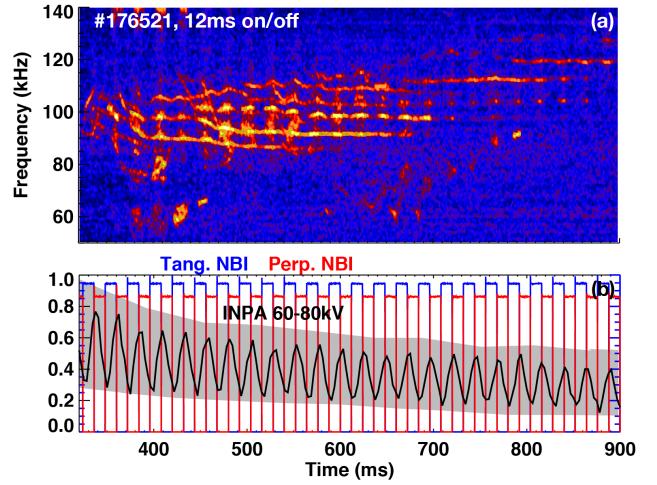 140
#176521, 12ms on/off
(a)
120
100
80
60
Frequency (kHz)
Tang. NBI Perp. NBI
1.0
(b)
INPA 60-80kV
0.8
0.6
0.4
0.2
0.0
400 500 600 700 800 900
Time (ms)